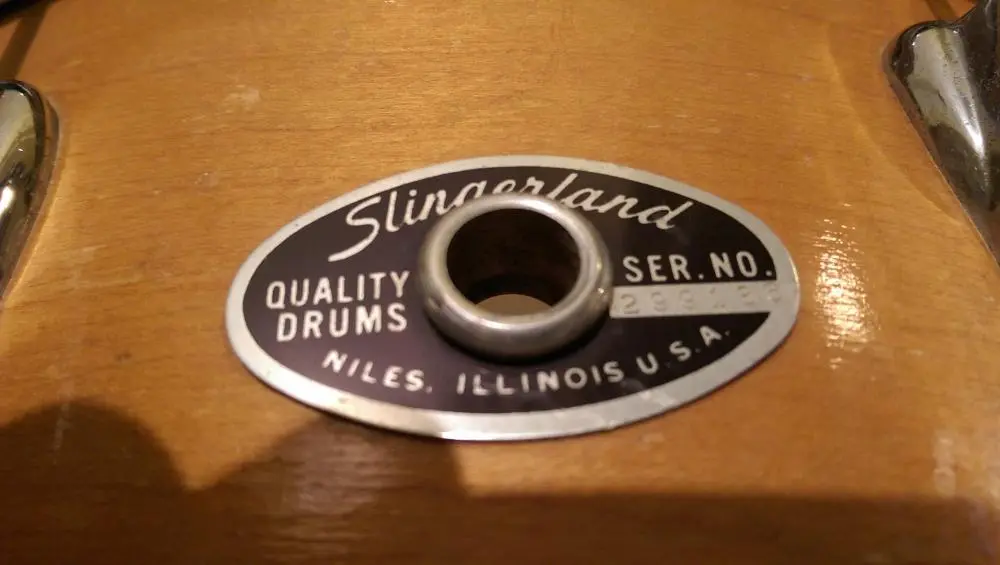 Slingerland
QUALITY
DRUMS
SER. NO.
NILES, ILLINOIS U.S.A.